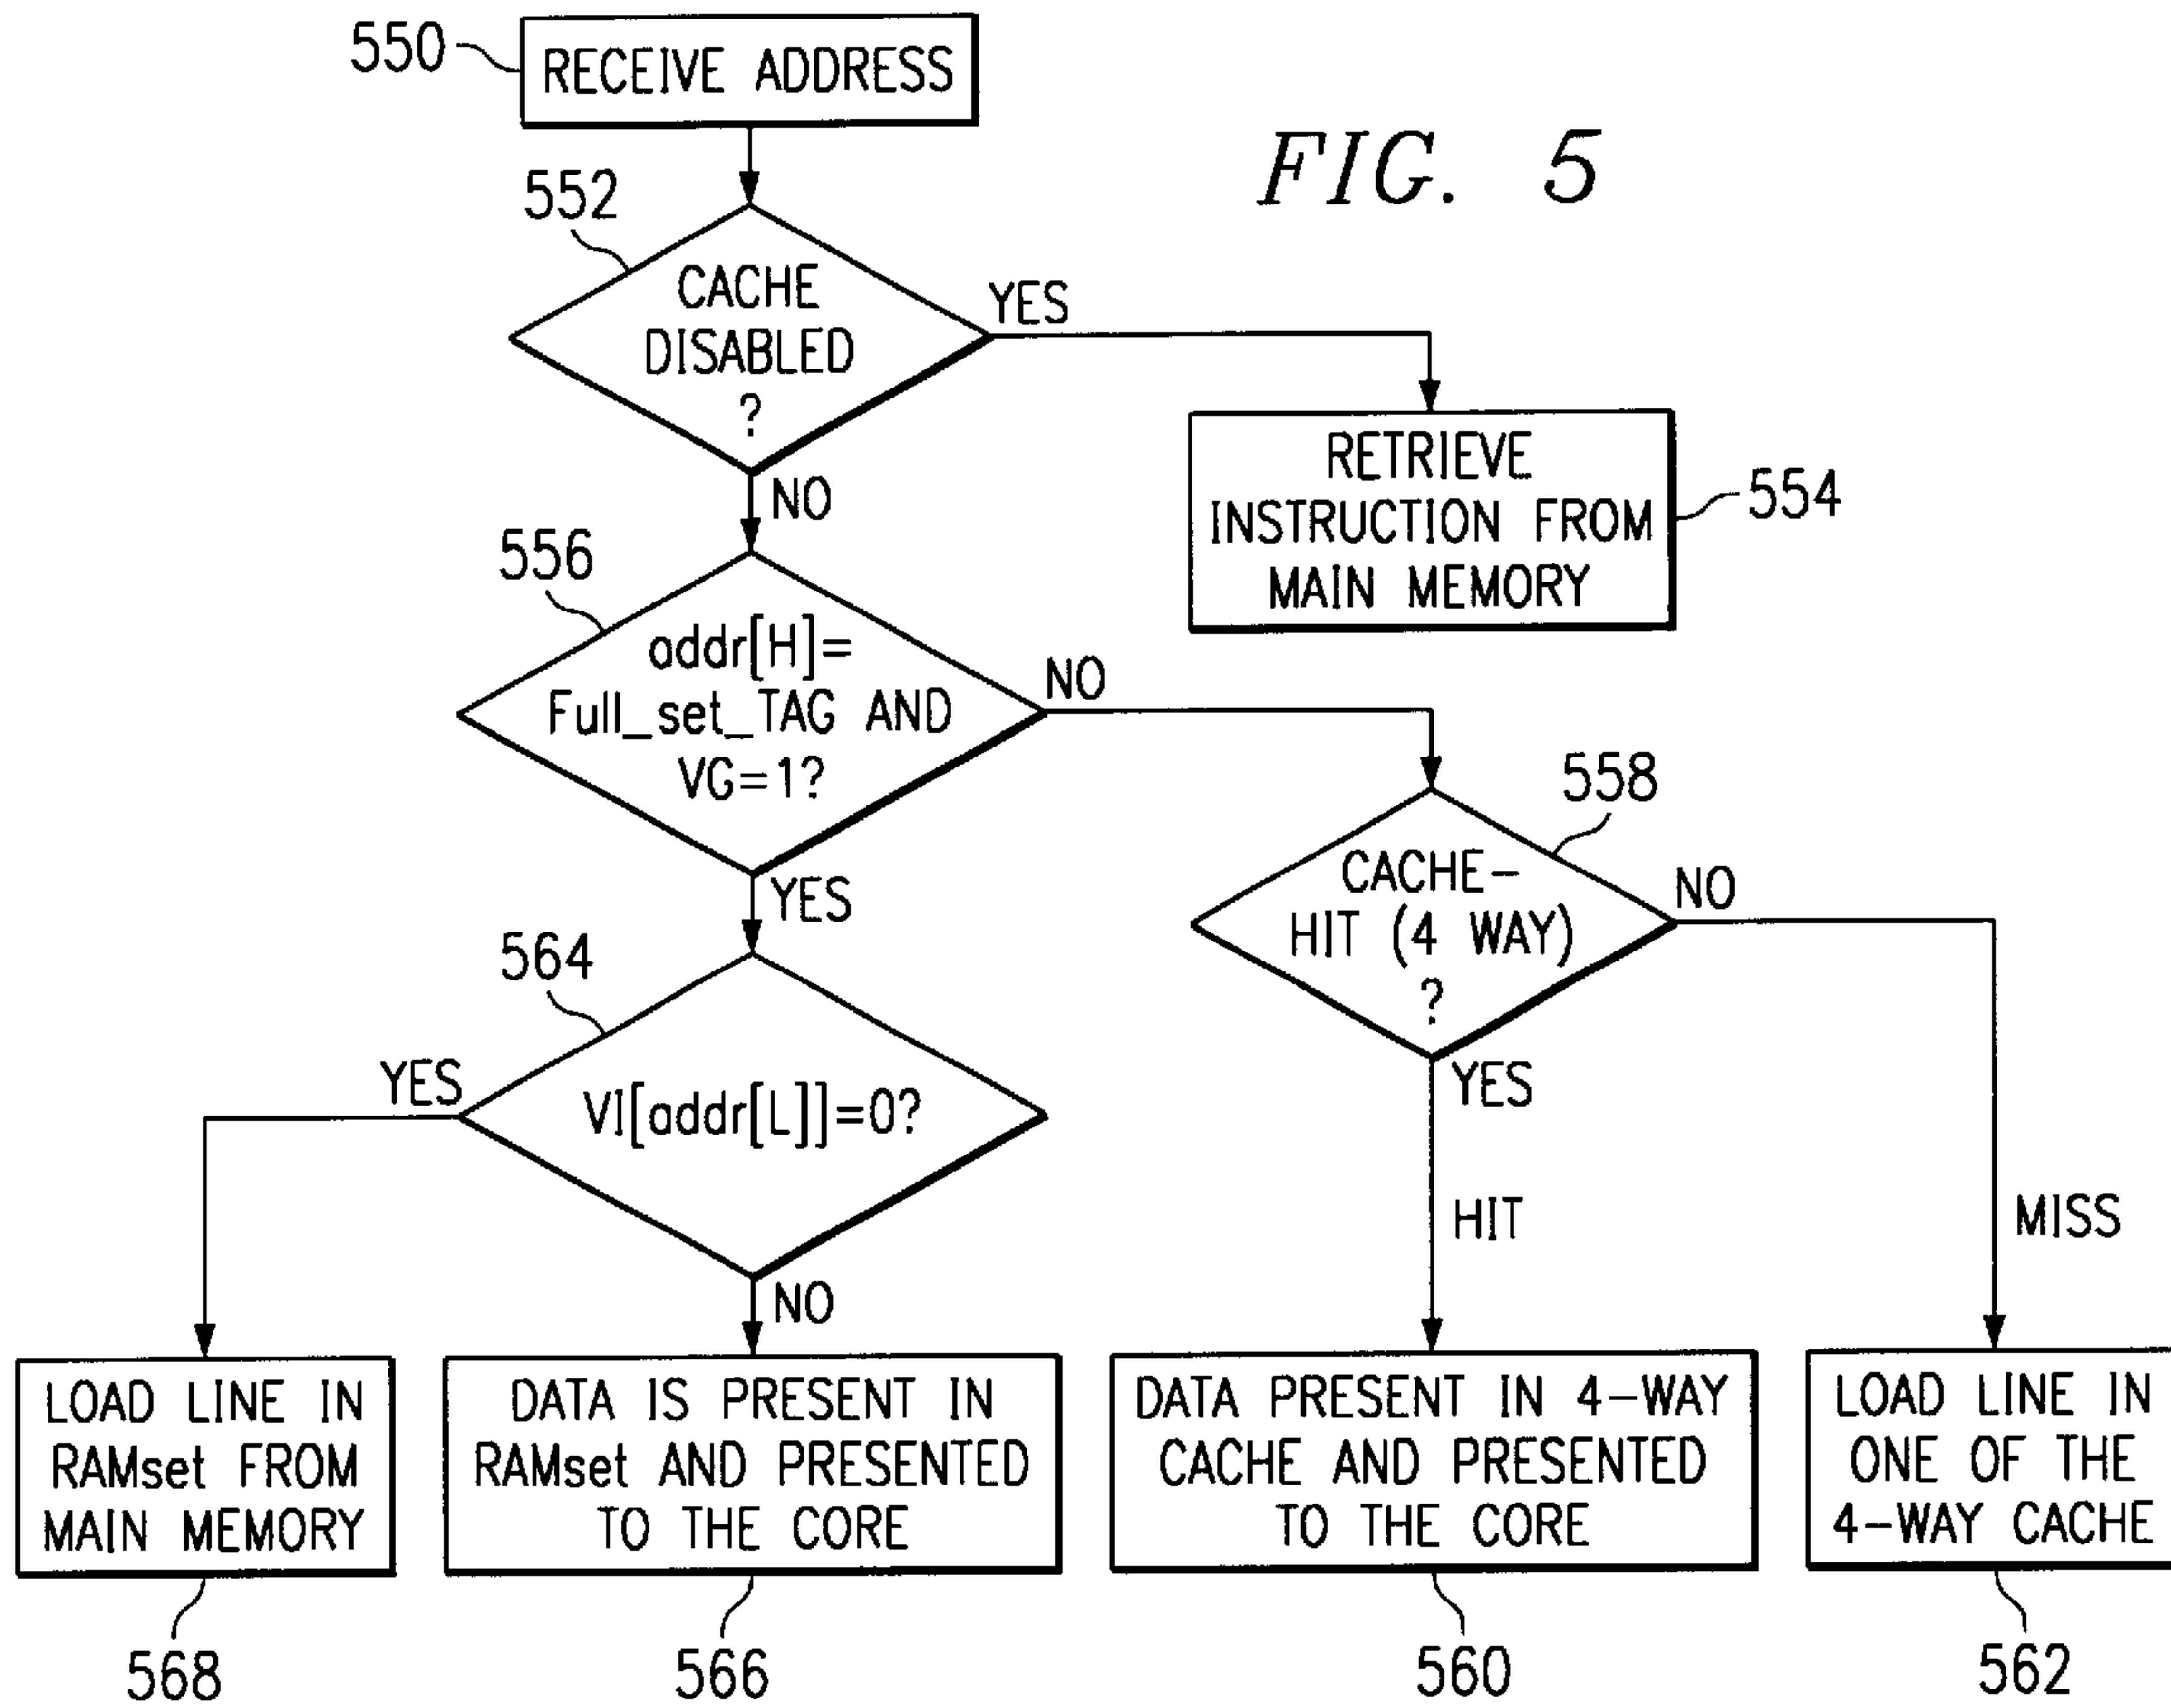 550
RECEIVE ADDRESS
FIG. 5
552
CACHE
DISABLED
?
YES
NO
RETRIEVE
INSTRUCTION FROM
MAIN MEMORY
554
556
addr[H]=
Full_set_TAG AND
VG=1?
NO
YES
558
CACHE-
HIT (4 WAY)
?
NO
YES
HIT
MISS
564
VI[addr[L]]=0?
YES
NO
LOAD LINE IN
RAMset FROM
MAIN MEMORY
568
DATA IS PRESENT IN
RAMset AND PRESENTED
TO THE CORE
566
DATA PRESENT IN 4-WAY
CACHE AND PRESENTED
TO THE CORE
560
LOAD LINE IN
ONE OF THE
4-WAY CACHE
562